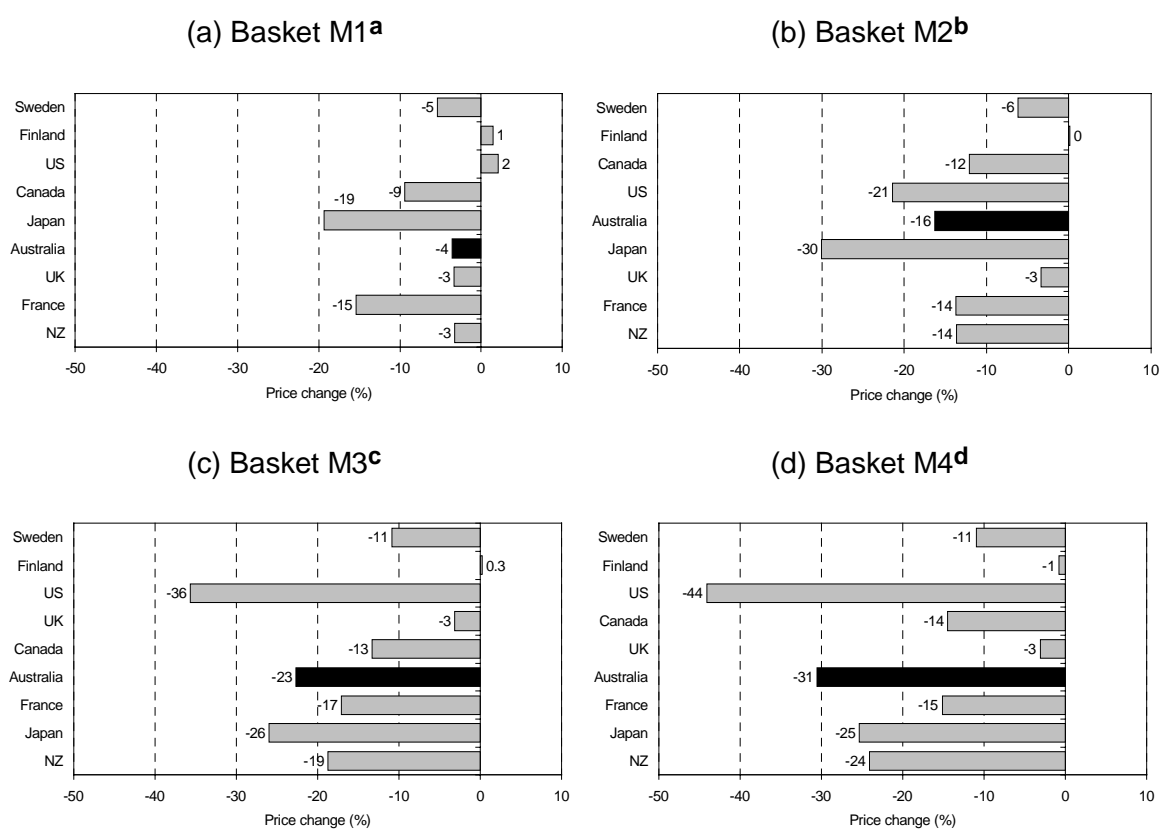 (a) Basket M1a
(b) Basket M2b
Sweden -5
Finland 1
US 2
Canada -9
Japan -19
Australia -4
UK -3
France -15
NZ -3
-50 -40 -30 -20 -10 0 10
Price change (%)
Sweden -6
Finland 0
Canada -12
US -21
Australia -16
Japan -30
UK -3
France -14
NZ -14
-50 -40 -30 -20 -10 0 10
Price change (%)
(c) Basket M3c
(d) Basket M4d
Sweden -11
Finland 0.3
US -36
UK -3
Canada -13
Australia -23
France -17
Japan -26
NZ -19
-50 -40 -30 -20 -10 0 10
Price change (%)
Sweden -11
Finland -1
US -44
Canada -14
UK -3
Australia -31
France -15
Japan -25
NZ -24
-50 -40 -30 -20 -10 0 10
Price change (%)